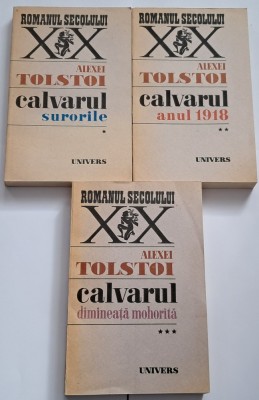 ROMANUL SECOLULUI
XX
ALEXEI
TOLSTOI
calvarul
surorile
*
UNIVERS
ROMANUL SECOLULUI
XX
ALEXEI
TOLSTOI
calvarul
anul 1918
**
UNIVERS
ROMANUL SECOLULUI
XX
ALEXEI
TOLSTOI
calvarul
dimineață mohorîtă
***
UNIVERS